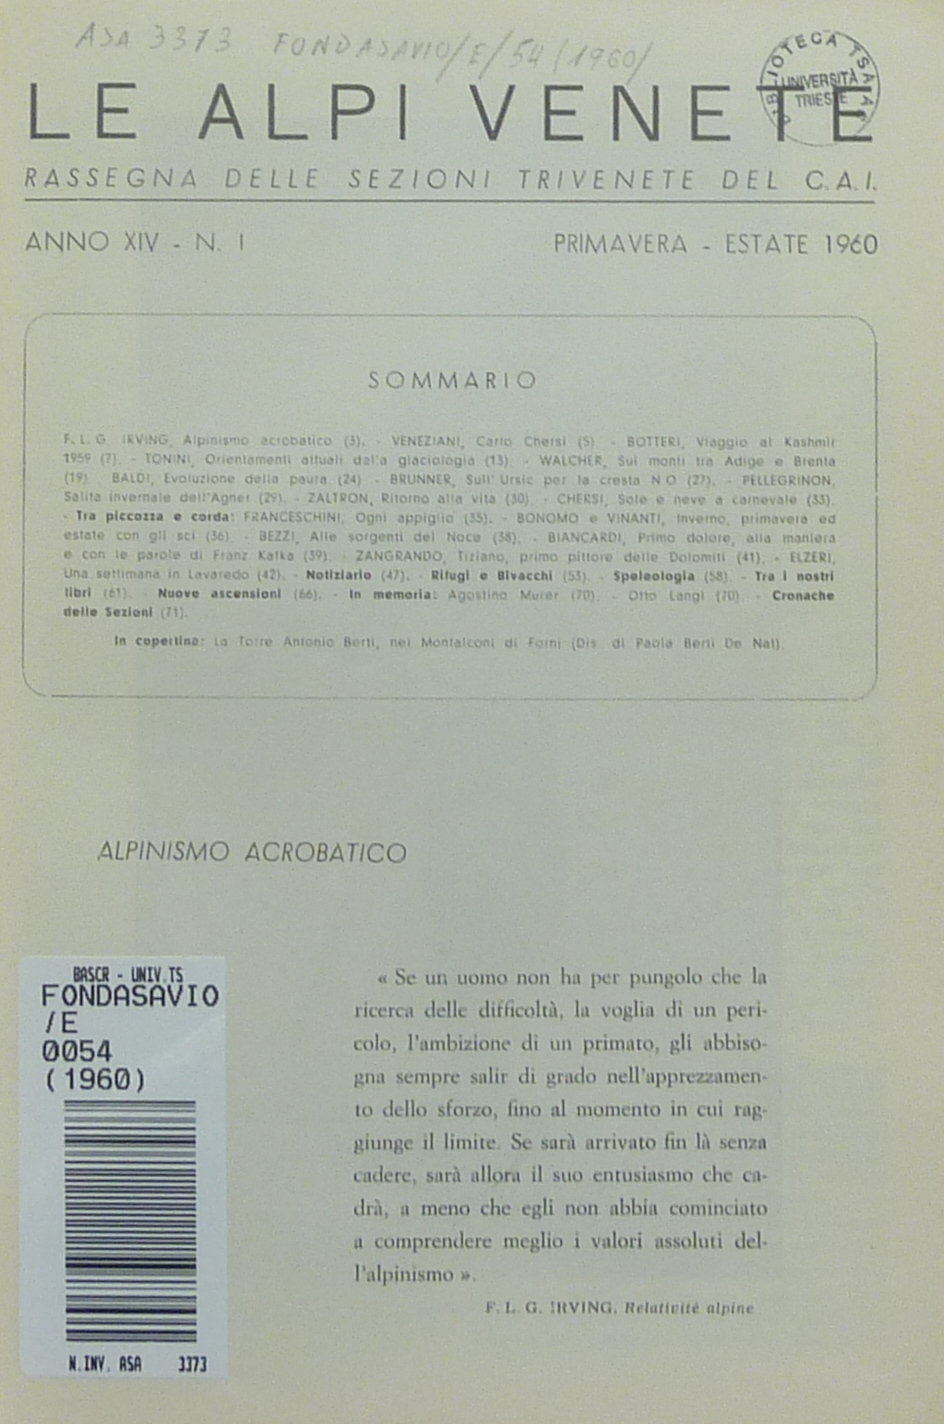 ASA 3373 FONDASAVIO/E/54 (1960)
BIBLIOTECA
UNIVERSITÀ
TRIESTE
LE ALPI VENETE
RASSEGNA DELLE SEZIONI TRIVENETE DEL C.A.I.
ANNO XIV - N. 1 PRIMAVERA - ESTATE 1960
SOMMARIO
F. L. G. IRVING, Alpinismo acrobatico (3). - VENEZIANI, Carlo Chersi (5). - BOTTERI, Viaggio al Kashmir
1959 (7). - TONINI, Orientamenti attuali della glaciologia (13). - WALCHER, Sui monti tra Adige e Brenta
(19). BALDI, Evoluzione della paura (24). - BRUNNER, Sull' Ursic per la cresta N O (27). - PELLEGRINON,
Salita invernale dell'Agner (29). - ZALTRON, Ritorno alla vita (30). - CHERSI, Sole e neve a carnevale (33).
- Tra piccozza e corda: FRANCESCHINI, Ogni appiglio (35). - BONOMO e VINANTI, Inverno, primavera ed
estate con gli sci (36). - BEZZI, Alle sorgenti del Noce (38). - BIANCARDI, Primo dolore, alla maniera
e con le parole di Franz Kafka (39). - ZANGRANDO, Tiziano, primo pittore delle Dolomiti (41). - ELZERI,
Una settimana in Lavaredo (42). - Notiziario (47). - Rifugi e Bivacchi (53). - Speleologia (58). - Tra i nostri
libri (61). Nuove ascensioni (66). - In memoria: Agostino Murer (70). - Otto Langl (70). - Cronache
delle Sezioni (71).
In copertina: La Torre Antonio Berti, nei Monfalconi di Forni (Dis. di Paola Berti De Nat).
ALPINISMO ACROBATICO
« Se un uomo non ha per pungolo che la
ricerca delle difficoltà, la voglia di un peri-
colo, l'ambizione di un primato, gli abbiso-
gna sempre salir di grado nell'apprezzamen-
to dello sforzo, fino al momento in cui rag-
giunge il limite. Se sarà arrivato fin là senza
cadere, sarà allora il suo entusiasmo che ca-
drà, a meno che egli non abbia cominciato
a comprendere meglio i valori assoluti del-
l'alpinismo ».
F. L. G. IRVING, Relativité alpine
BASCR - UNIV.TS
FONDASAVIO
/E
0054
(1960)
N.INV. ASA 3373